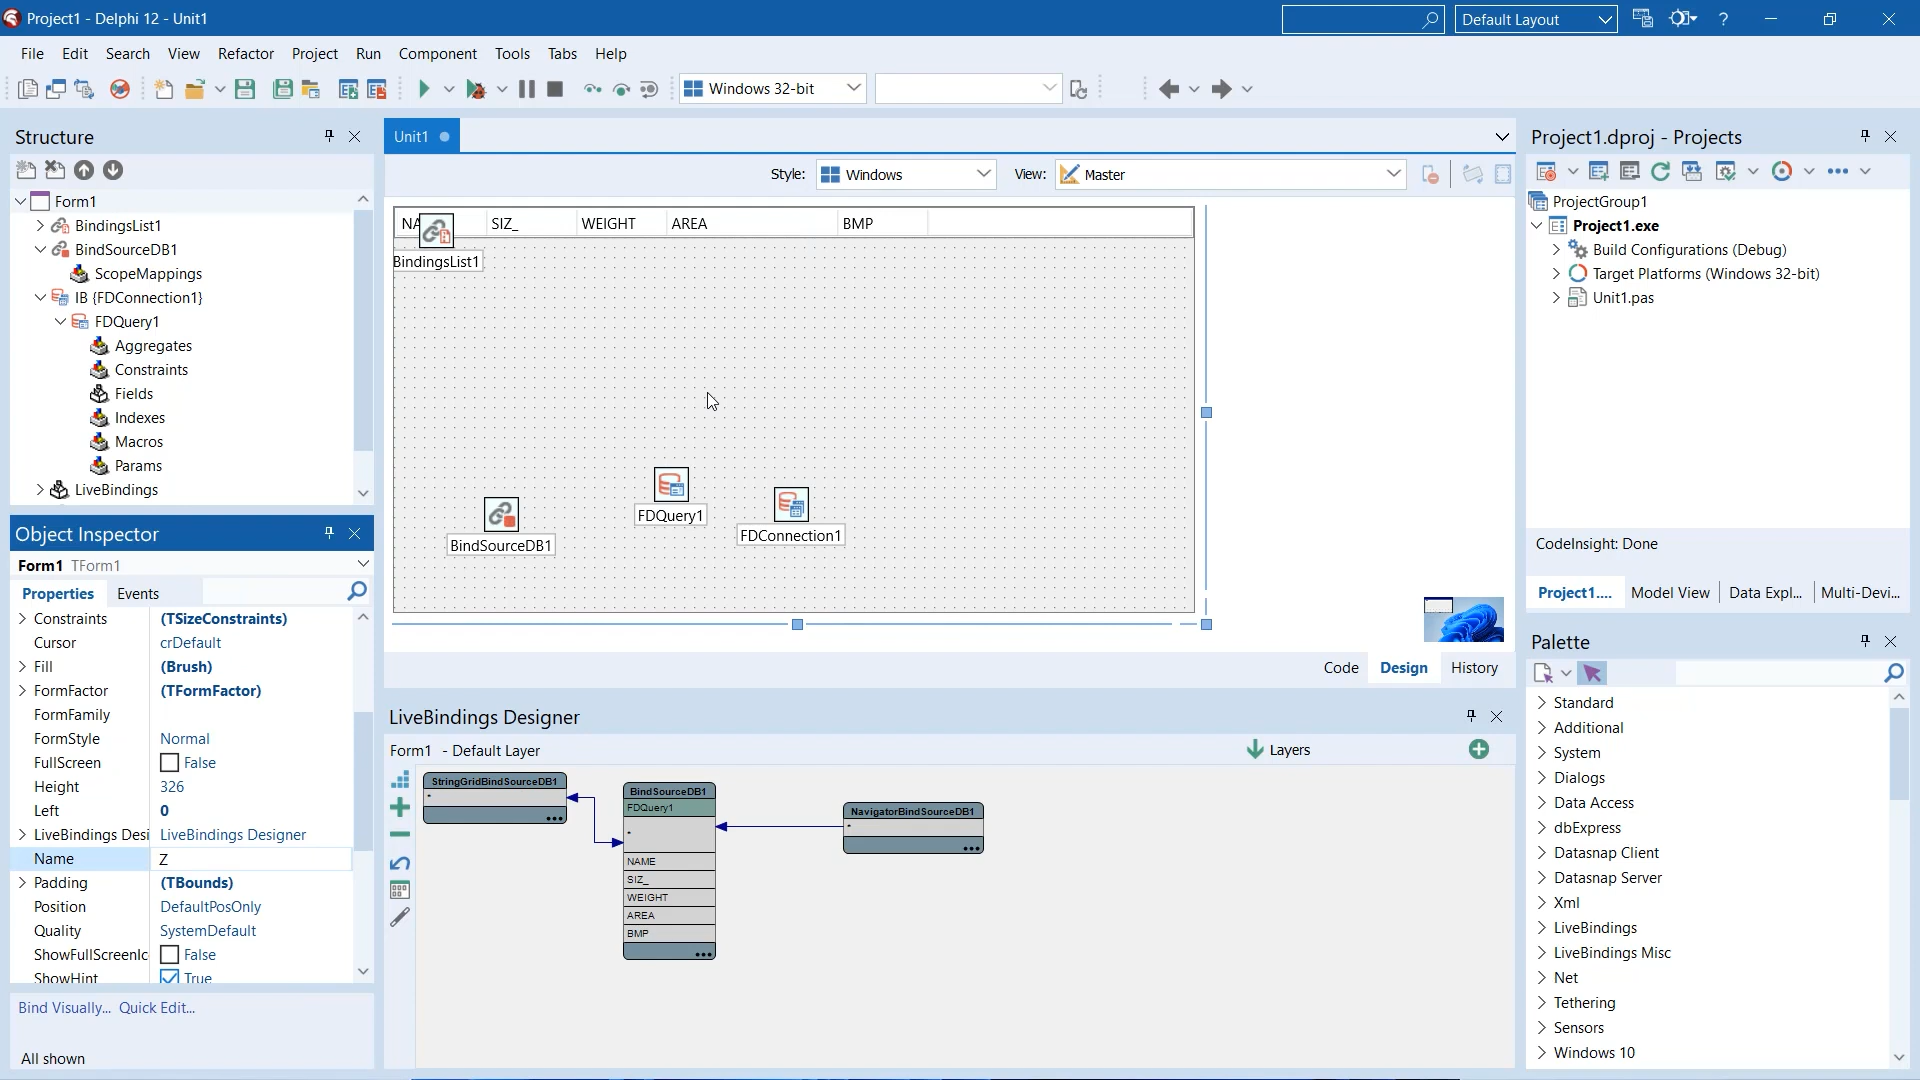 Project1 - Delphi 12 - Unit1
Default Layout
?
File Edit Search View Refactor Project Run Component Tools Tabs Help
Windows 32-bit
Structure
Form1
BindingsList1
BindSourceDB1
ScopeMappings
IB {FDConnection1}
FDQuery1
Aggregates
Constraints
Fields
Indexes
Macros
Params
LiveBindings
Object Inspector
Form1 TForm1
Properties Events
Constraints (TSizeConstraints)
Cursor crDefault
Fill (Brush)
FormFactor (TFormFactor)
FormFamily
FormStyle Normal
FullScreen False
Height 326
Left 0
LiveBindings Desi LiveBindings Designer
Name Z
Padding (TBounds)
Position DefaultPosOnly
Quality SystemDefault
ShowFullScreenIc False
ShowHint True
Bind Visually... Quick Edit...
All shown
Unit1
Style: Windows View: Master
NA SIZ_ WEIGHT AREA BMP
BindingsList1
FDQuery1
FDConnection1
BindSourceDB1
Code Design History
LiveBindings Designer
Form1 - Default Layer Layers
StringGridBindSourceDB1
*
BindSourceDB1
FDQuery1
*
NAME
SIZ_
WEIGHT
AREA
BMP
NavigatorBindSourceDB1
*
Project1.dproj - Projects
ProjectGroup1
Project1.exe
Build Configurations (Debug)
Target Platforms (Windows 32-bit)
Unit1.pas
CodeInsight: Done
Project1.... Model View Data Expl... Multi-Devi...
Palette
Standard
Additional
System
Dialogs
Data Access
dbExpress
Datasnap Client
Datasnap Server
Xml
LiveBindings
LiveBindings Misc
Net
Tethering
Sensors
Windows 10